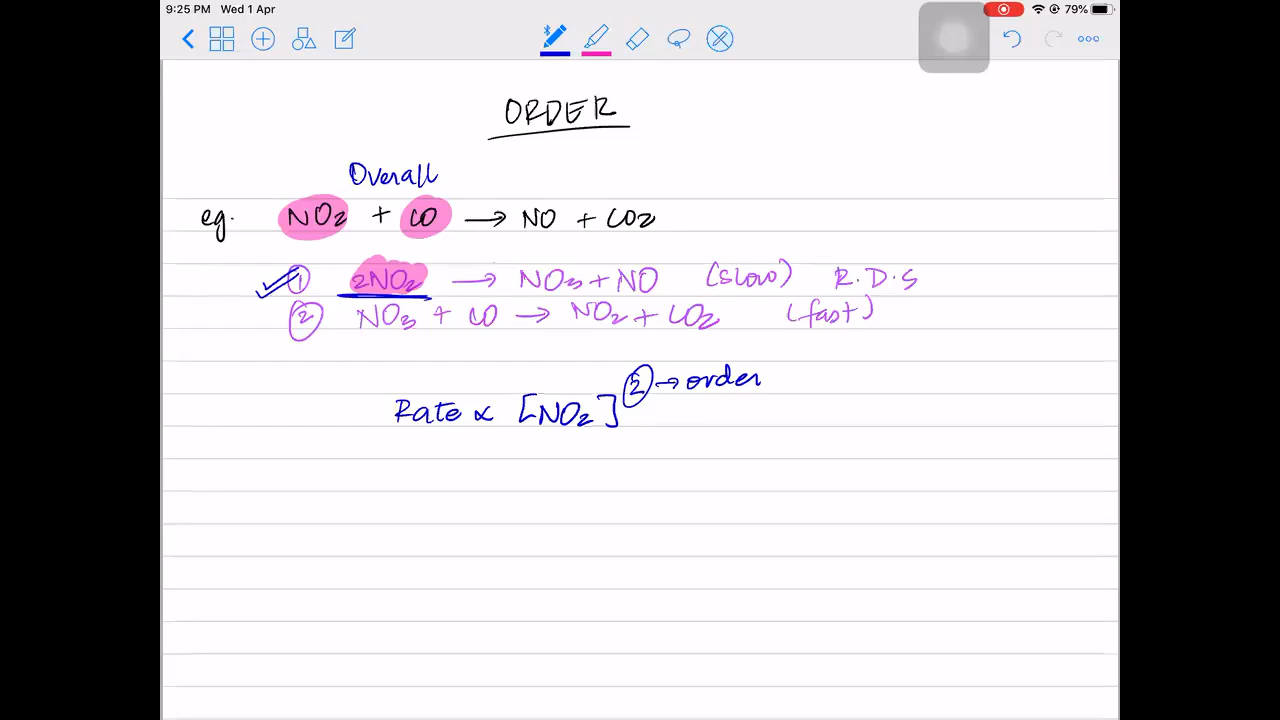 9:25 PM Wed 1 Apr 79%
ORDER
Overall
eg. NO2 + CO → NO + CO2
① 2NO2 → NO3 + NO (slow) R.D.S
② NO3 + CO → NO2 + CO2 (fast)
Rate ∝ [NO2]② → order